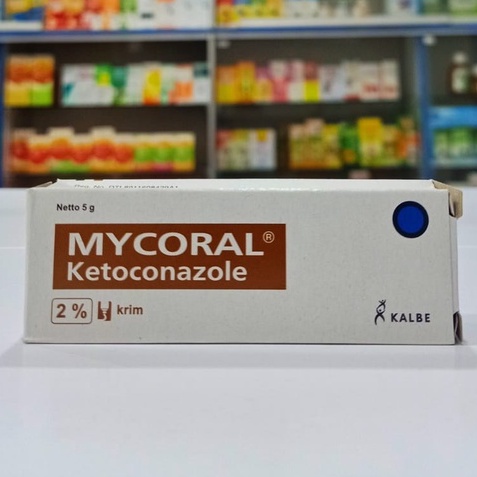 Netto 5 g
MYCORAL®
Ketoconazole
2 % krim
KALBE